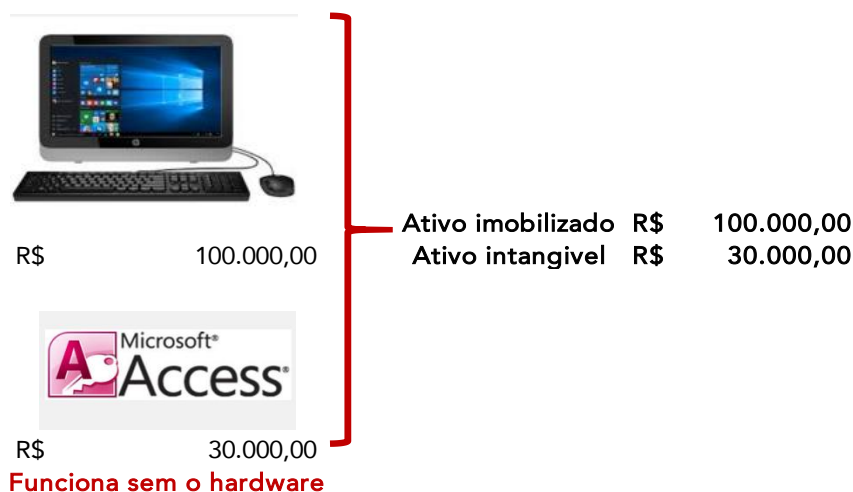 R$ 100.000,00
Ativo imobilizado R$ 100.000,00
Ativo intangivel R$ 30.000,00
A Microsoft®
Access®
R$ 30.000,00
Funciona sem o hardware